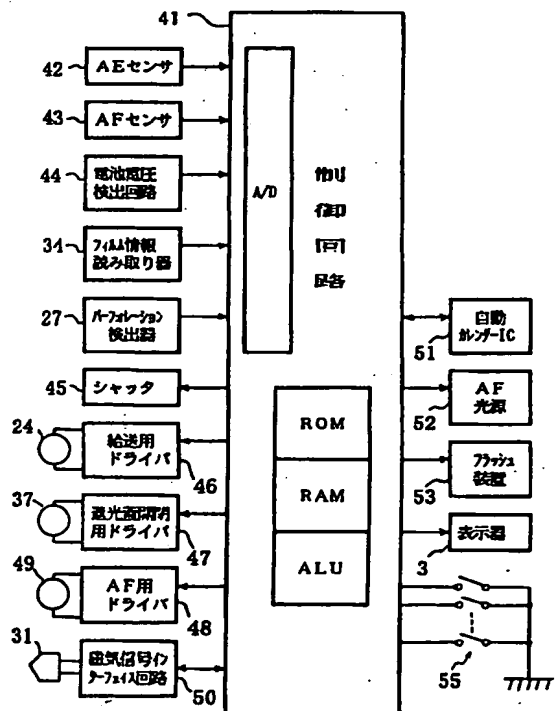 41
42
AEセンサ
43
AFセンサ
44
電池電圧
検出回路
34
フィルム情報
読み取り器
27
パーフォレーション
検出器
45
シャッタ
24
給送用
ドライバ
46
37
遮光蓋開閉
用ドライバ
47
49
AF用
ドライバ
48
31
磁気信号イン
ターフェイス回路
50
A/D
制
御
回
路
ROM
RAM
ALU
自動
カレンダーIC
51
AF
光源
52
フラッシュ
装置
53
表示器
3
55